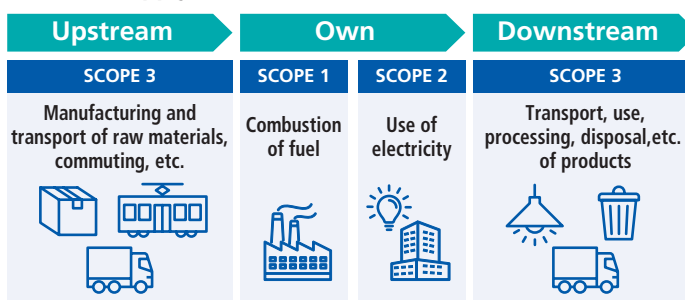 Upstream
Own
Downstream
SCOPE 3
SCOPE 1
SCOPE 2
SCOPE 3
Manufacturing and
transport of raw materials,
commuting, etc.
Combustion
of fuel
Use of
electricity
Transport, use,
processing, disposal,etc.
of products